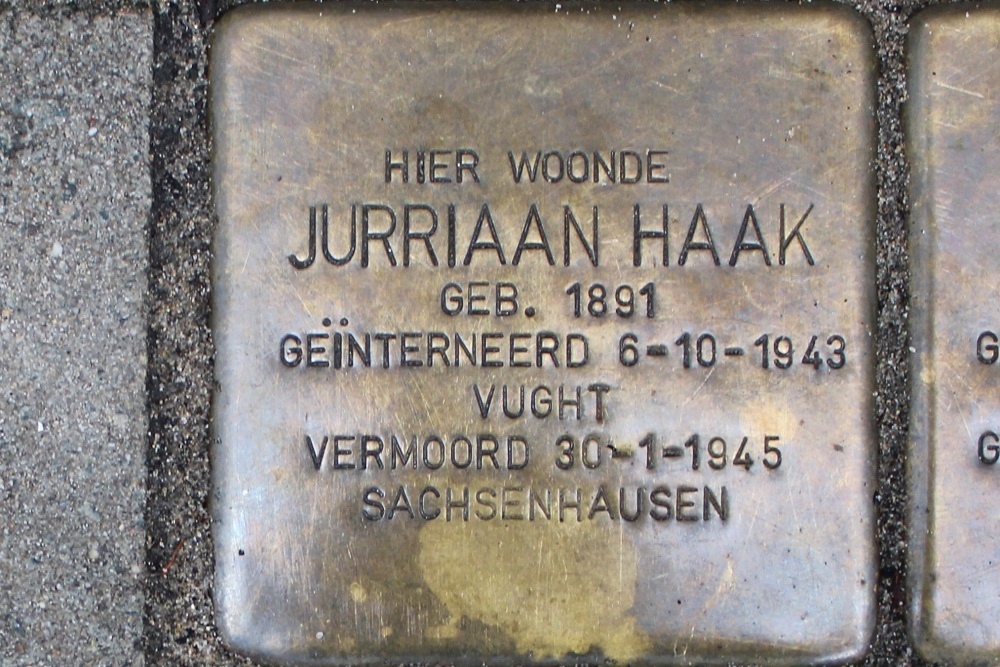 HIER WOONDE
JURRIAAN HAAK
GEB. 1891
GEÏNTERNEERD 6-10-1943
VUGHT
VERMOORD 30-1-1945
SACHSENHAUSEN
G
G